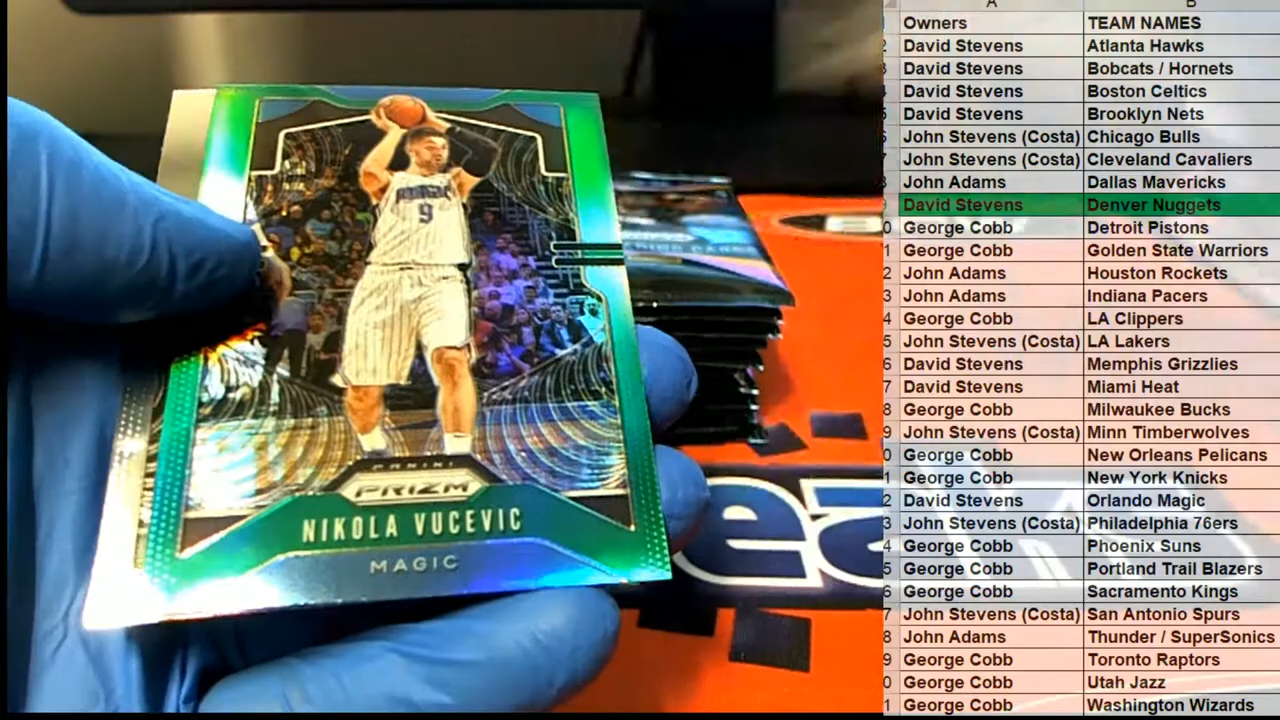 MAGIC
9
PANINI
PRIZM
NIKOLA VUCEVIC
MAGIC
A B
Owners TEAM NAMES
David Stevens Atlanta Hawks
David Stevens Bobcats / Hornets
David Stevens Boston Celtics
David Stevens Brooklyn Nets
John Stevens (Costa) Chicago Bulls
John Stevens (Costa) Cleveland Cavaliers
John Adams Dallas Mavericks
David Stevens Denver Nuggets
George Cobb Detroit Pistons
George Cobb Golden State Warriors
John Adams Houston Rockets
John Adams Indiana Pacers
George Cobb LA Clippers
John Stevens (Costa) LA Lakers
David Stevens Memphis Grizzlies
David Stevens Miami Heat
George Cobb Milwaukee Bucks
John Stevens (Costa) Minn Timberwolves
George Cobb New Orleans Pelicans
George Cobb New York Knicks
David Stevens Orlando Magic
John Stevens (Costa) Philadelphia 76ers
George Cobb Phoenix Suns
George Cobb Portland Trail Blazers
George Cobb Sacramento Kings
John Stevens (Costa) San Antonio Spurs
John Adams Thunder / SuperSonics
George Cobb Toronto Raptors
George Cobb Utah Jazz
George Cobb Washington Wizards